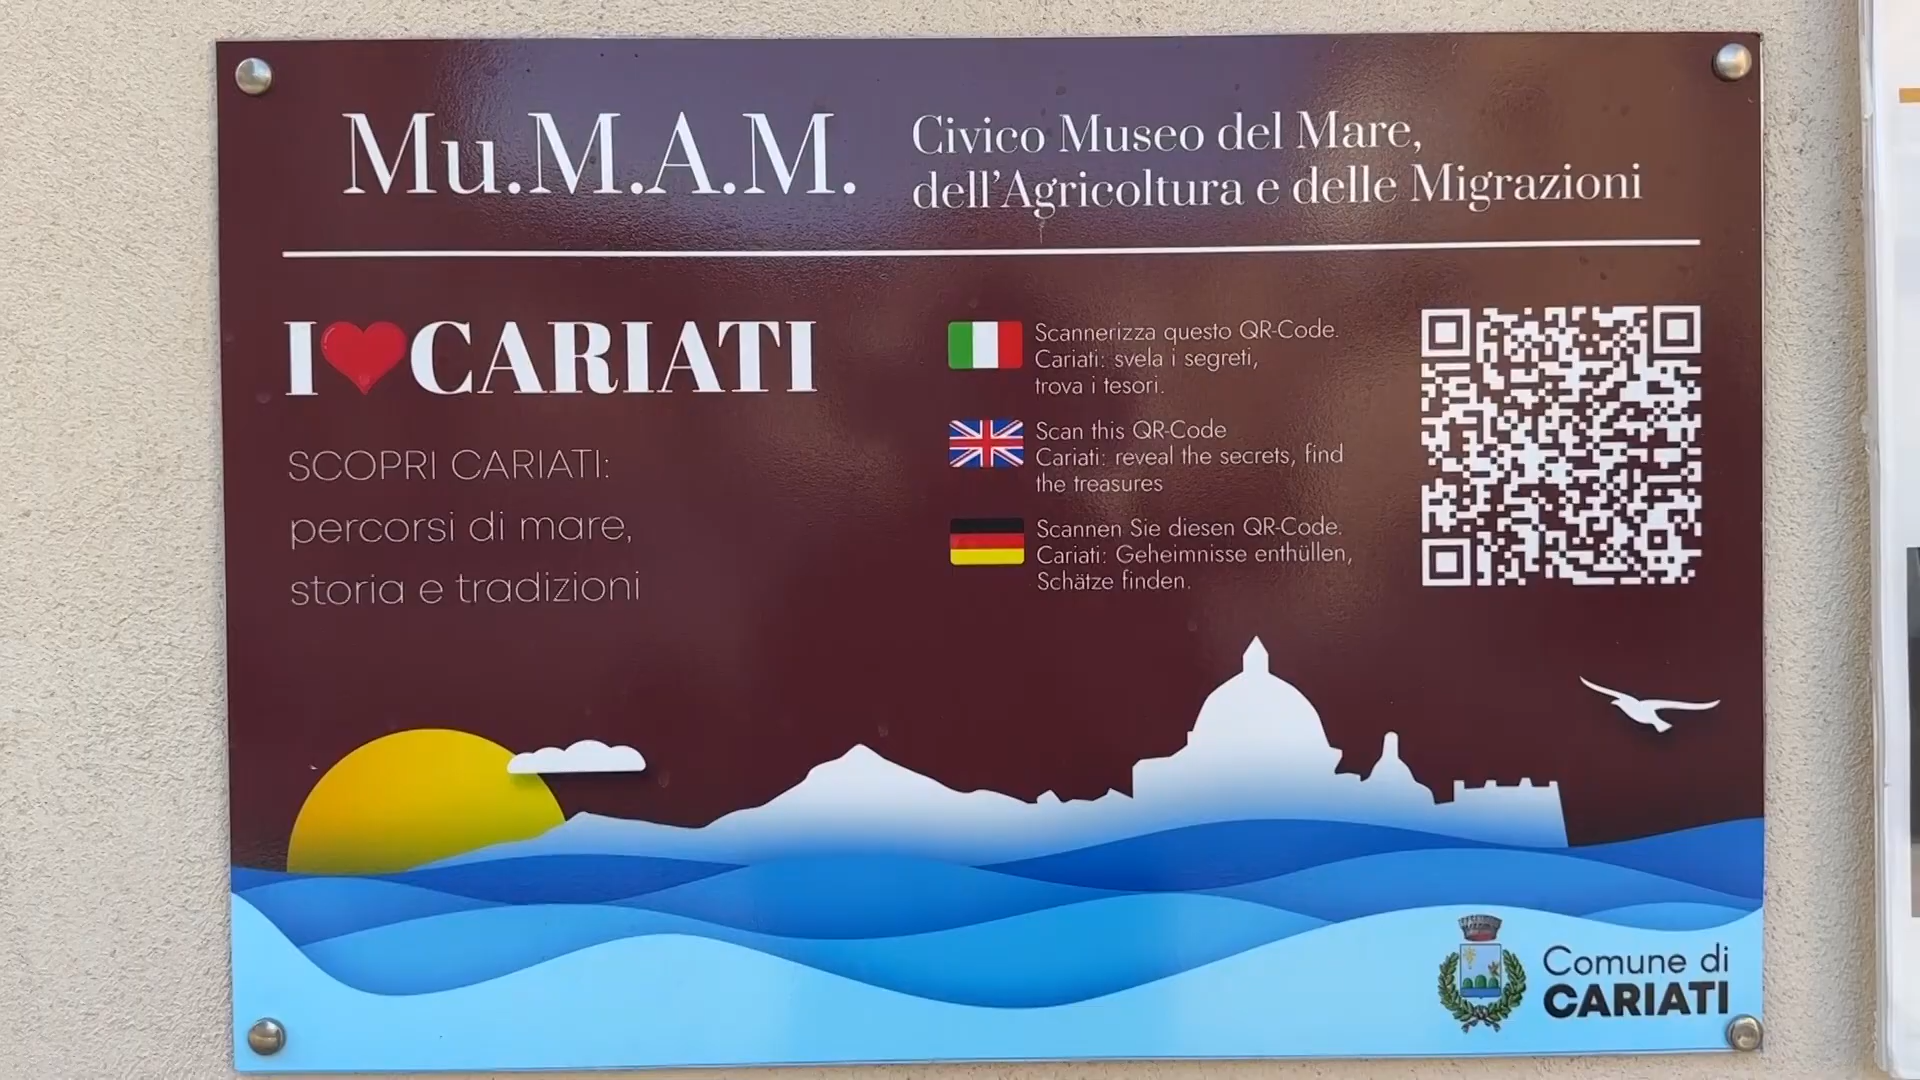 Mu.M.A.M.
Civico Museo del Mare,
dell'Agricoltura e delle Migrazioni
I❤CARIATI
SCOPRI CARIATI:
percorsi di mare,
storia e tradizioni
Scannerizza questo QR-Code.
Cariati: svela i segreti,
trova i tesori.
Scan this QR-Code
Cariati: reveal the secrets, find
the treasures
Scannen Sie diesen QR-Code.
Cariati: Geheimnisse enthüllen,
Schätze finden.
Comune di
CARIATI